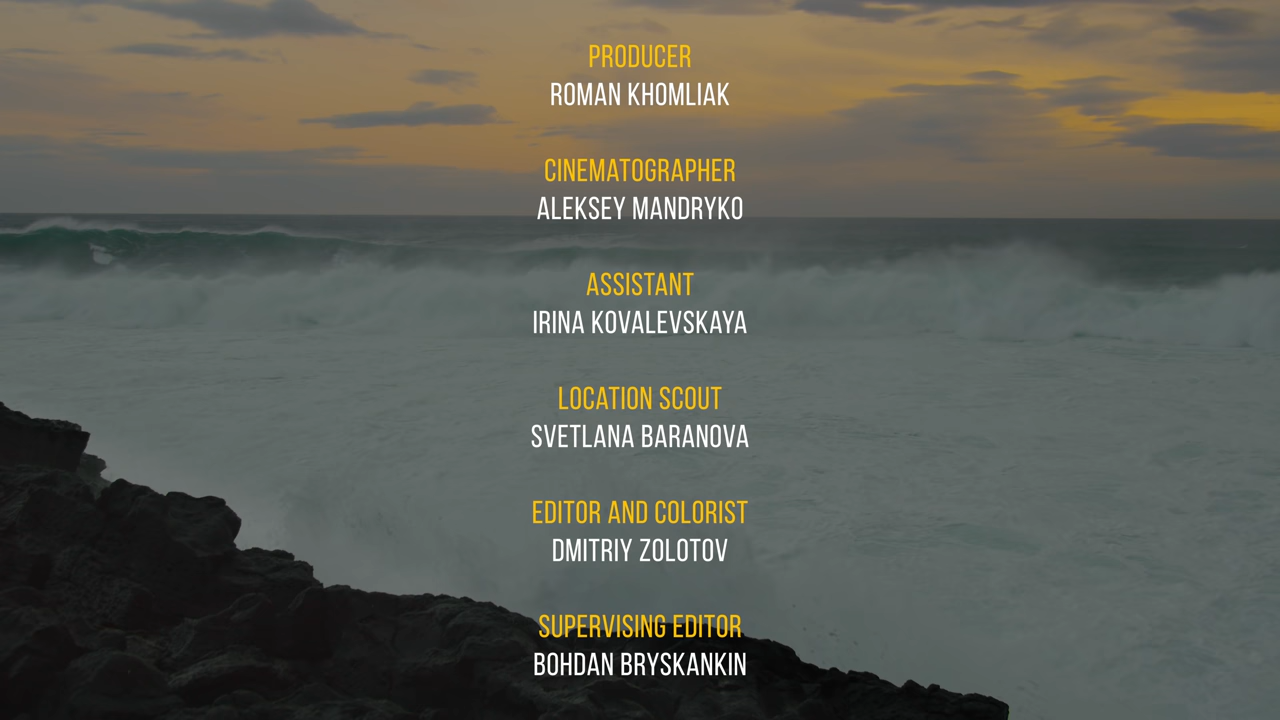 PRODUCER
ROMAN KHOMLIAK
CINEMATOGRAPHER
ALEKSEY MANDRYKO
ASSISTANT
IRINA KOVALEVSKAYA
LOCATION SCOUT
SVETLANA BARANOVA
EDITOR AND COLORIST
DMITRIY ZOLOTOV
SUPERVISING EDITOR
BOHDAN BRYSKANKIN